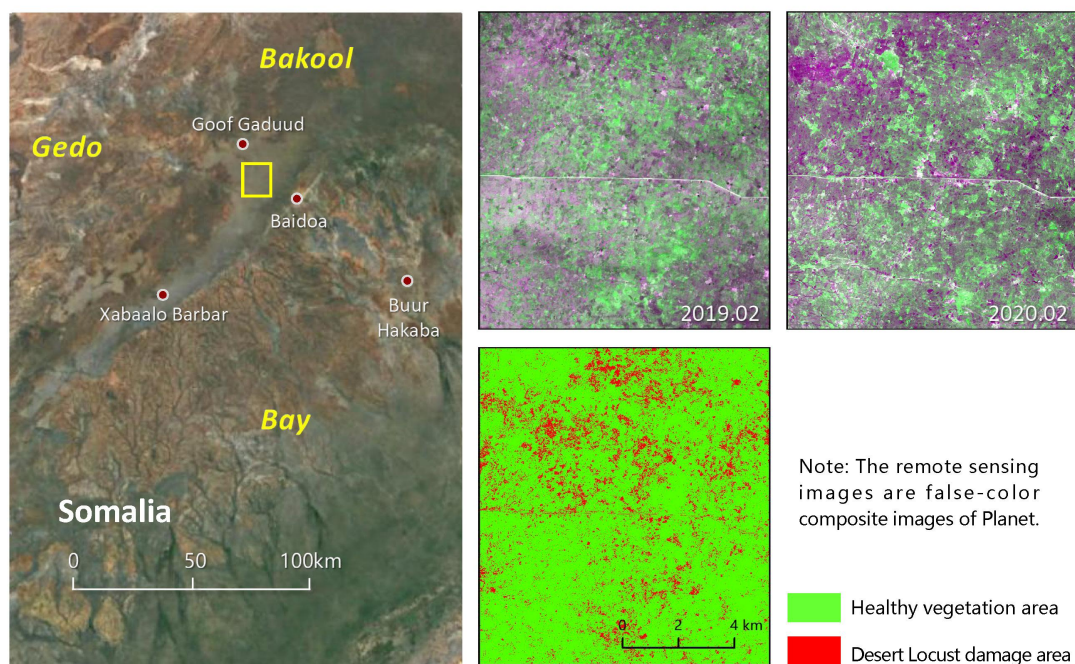 Bakool
Goof Gaduud
Gedo
Baidoa
Xabaalo Barbar
Buur
Hakaba
Bay
Somalia
0 50 100km
2019.02
2020.02
0 2 4 km
Note: The remote sensing
images are false-color
composite images of Planet.
Healthy vegetation area
Desert Locust damage area